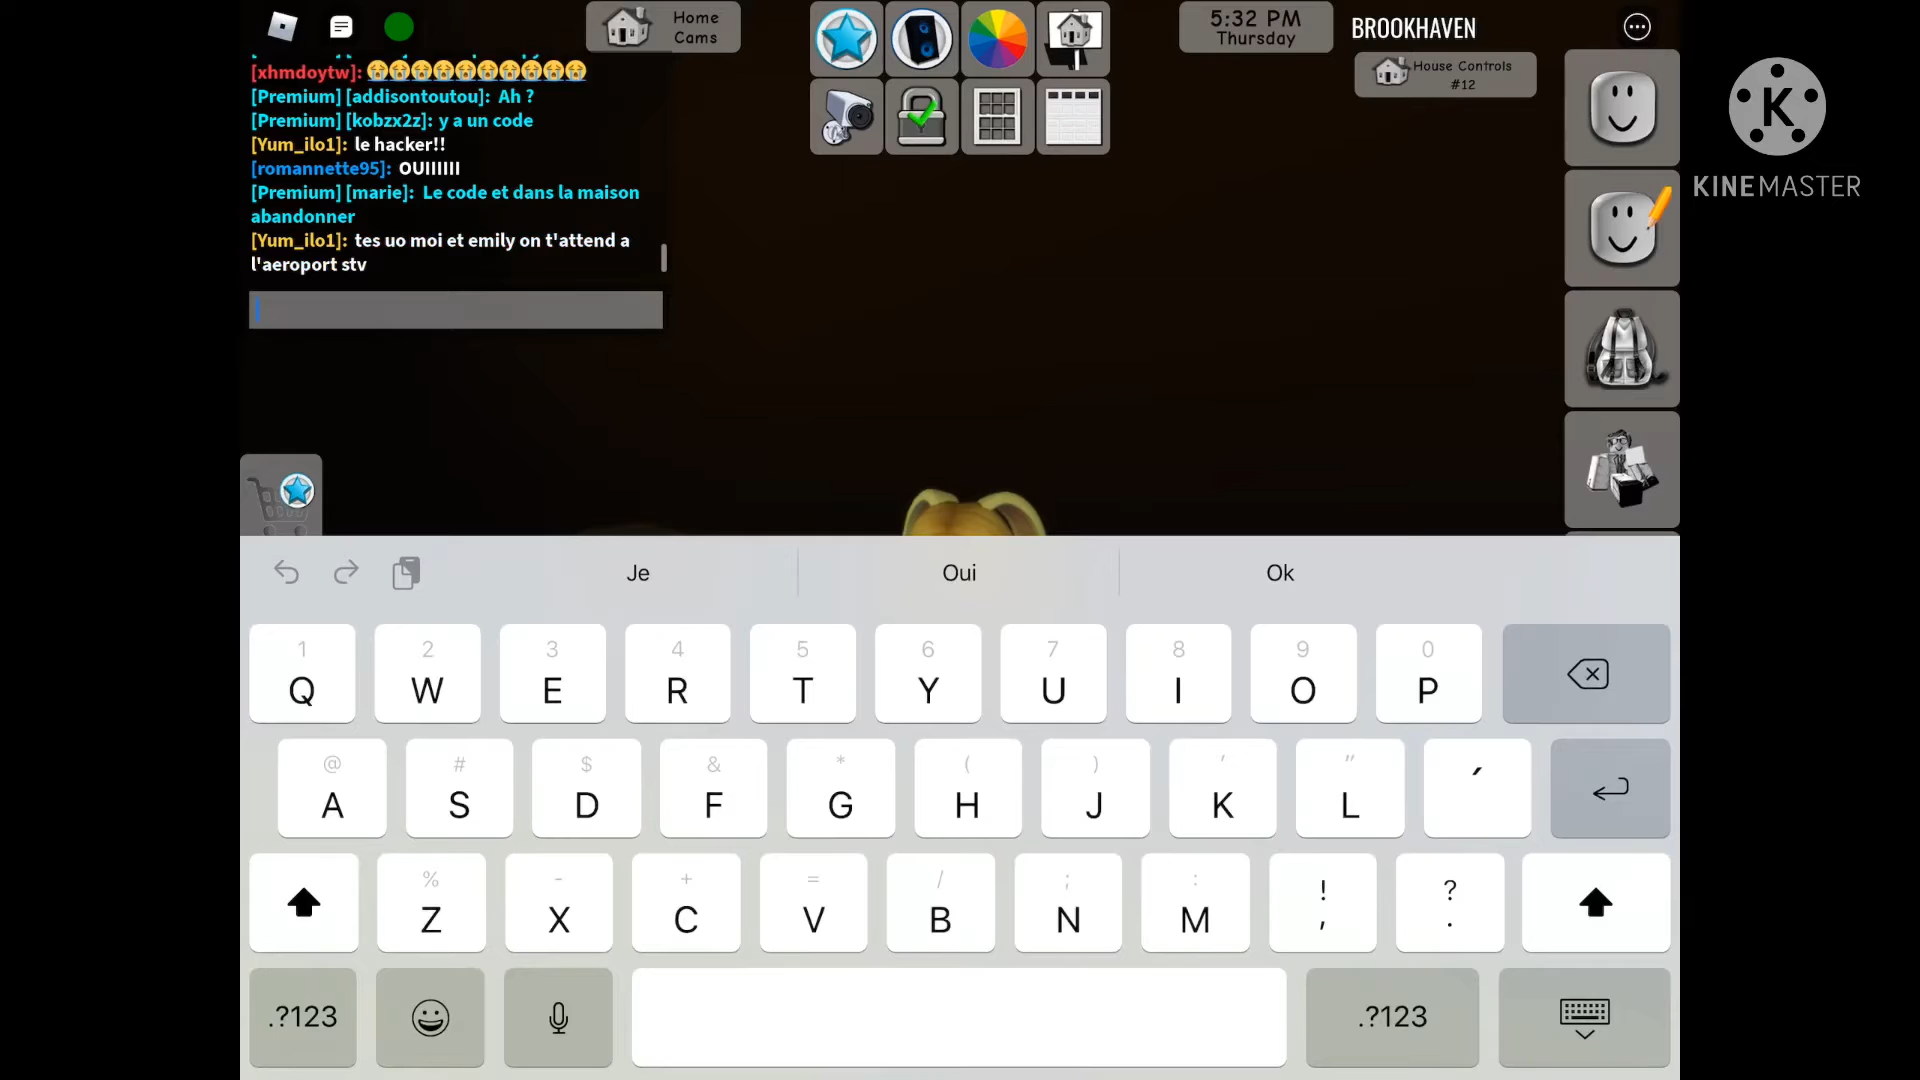 Home
Cams
5:32 PM
Thursday
BROOKHAVEN
House Controls
#12
K
KINEMASTER
[xhmdoytw]: 😭😭😭😭😭😭😭😭😭😭
[Premium] [addisontoutou]: Ah ?
[Premium] [kobzx2z]: y a un code
[Yum_ilo1]: le hacker!!
[romannette95]: OUIIIIII
[Premium] [marie]: Le code et dans la maison
abandonner
[Yum_ilo1]: tes uo moi et emily on t'attend a
l'aeroport stv
Je Oui Ok
1 2 3 4 5 6 7 8 9 0
Q W E R T Y U I O P
@ # $ & * ( ) ' "
A S D F G H J K L ´
% - + = / ; : ! ?
Z X C V B N M , .
.?123 .?123